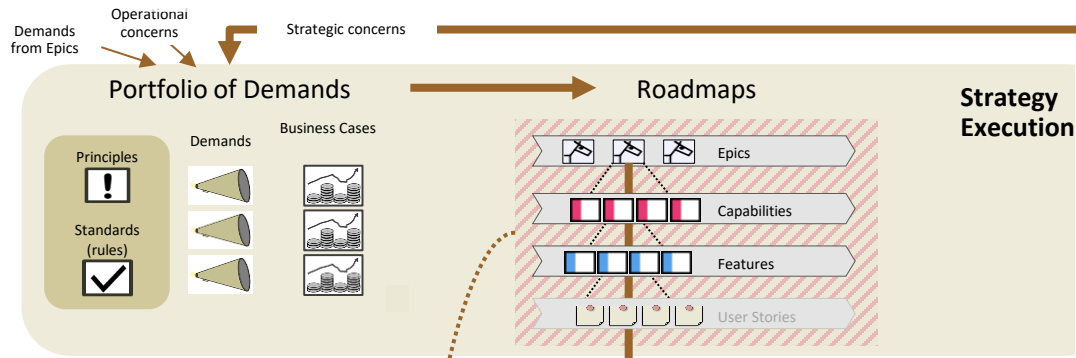 Demands
from Epics
Operational
concerns
Strategic concerns
Portfolio of Demands
Roadmaps
Strategy
Execution
Principles
Standards
(rules)
Demands
Business Cases
Epics
Capabilities
Features
User Stories